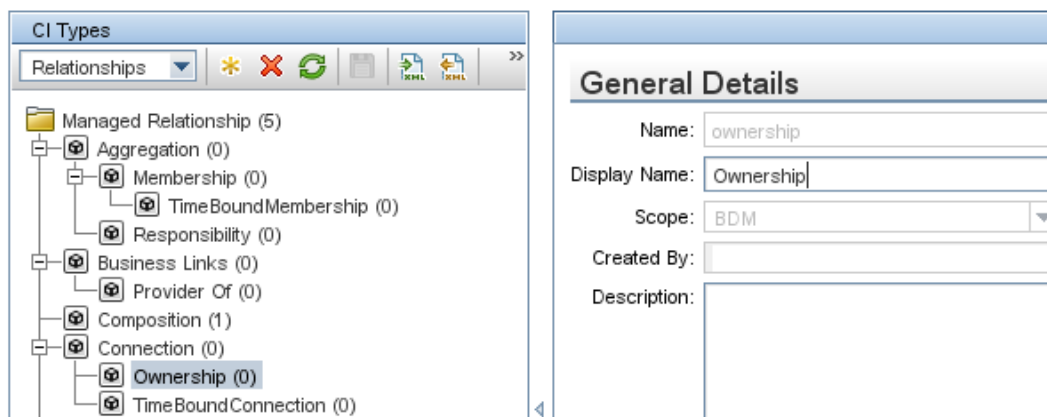 CI Types
Relationships
XML
XML
»
Managed Relationship (5)
Aggregation (0)
Membership (0)
TimeBoundMembership (0)
Responsibility (0)
Business Links (0)
Provider Of (0)
Composition (1)
Connection (0)
Ownership (0)
TimeBoundConnection (0)
General Details
Name: ownership
Display Name: Ownership
Scope: BDM
Created By:
Description: